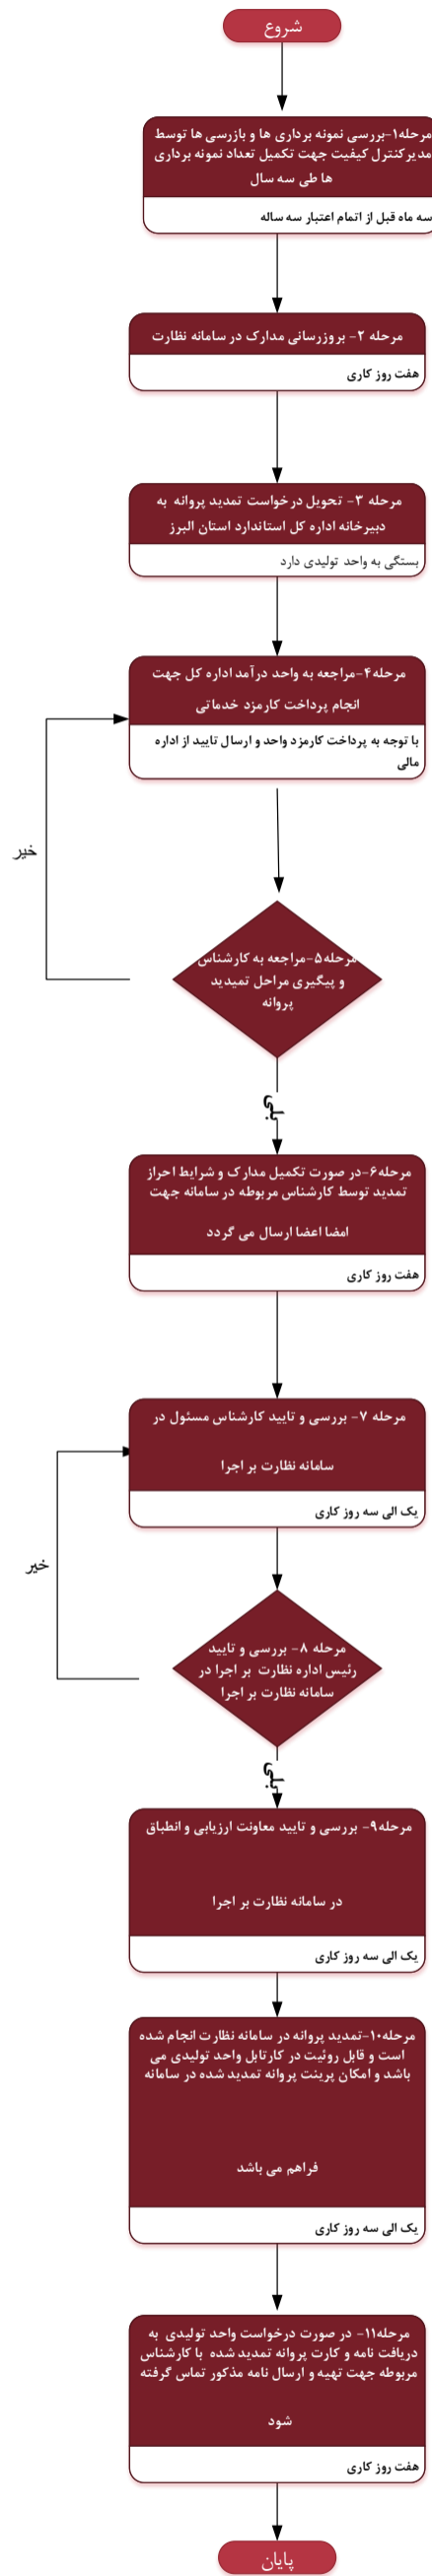 شروع
مرحله۱-بررسی نمونه برداری ها و بازرسی ها توسط
مدیرکنترل کیفیت جهت تکمیل تعداد نمونه برداری
ها طی سه سال
سه ماه قبل از اتمام اعتبار سه ساله
مرحله ۲- بروزرسانی مدارک در سامانه نظارت
هفت روز کاری
مرحله ۳- تحویل درخواست تمدید پروانه به
دبیرخانه اداره کل استاندارد استان البرز
بستگی به واحد تولیدی دارد
مرحله۴-مراجعه به واحد درآمد اداره کل جهت
انجام پرداخت کارمزد خدماتی
با توجه به پرداخت کارمزد واحد و ارسال تایید از اداره
مالی
خیر
مرحله۵-مراجعه به کارشناس
و پیگیری مراحل تمیدید
پروانه
بلی
مرحله۶-در صورت تکمیل مدارک و شرایط احراز
تمدید توسط کارشناس مربوطه در سامانه جهت
امضا اعضا ارسال می گردد
هفت روز کاری
مرحله ۷- بررسی و تایید کارشناس مسئول در
سامانه نظارت بر اجرا
یک الی سه روز کاری
خیر
مرحله ۸- بررسی و تایید
رئیس اداره نظارت بر اجرا در
سامانه نظارت بر اجرا
بلی
مرحله۹- بررسی و تایید معاونت ارزیابی و انطباق
در سامانه نظارت بر اجرا
یک الی سه روز کاری
مرحله۱۰-تمدید پروانه در سامانه نظارت انجام شده
است و قابل روئیت در کارتابل واحد تولیدی می
باشد و امکان پرینت پروانه تمدید شده در سامانه
فراهم می باشد
یک الی سه روز کاری
مرحله۱۱- در صورت درخواست واحد تولیدی به
دریافت نامه و کارت پروانه تمدید شده با کارشناس
مربوطه جهت تهیه و ارسال نامه مذکور تماس گرفته
شود
هفت روز کاری
پایان